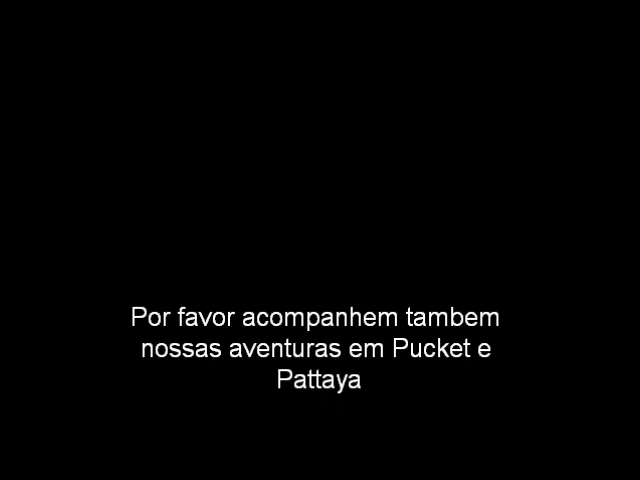 Por favor acompanhem tambem
nossas aventuras em Pucket e
Pattaya